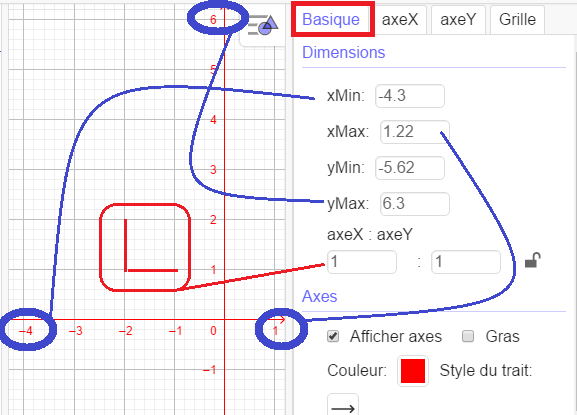 Basique axeX axeY Grille
Dimensions
xMin: -4.3
xMax: 1.22
yMin: -5.62
yMax: 6.3
axeX : axeY
1 : 1
Axes
Afficher axes Gras
Couleur: Style du trait:
6
5
4
3
2
1
−4 −3 −2 −1 0 1
−1